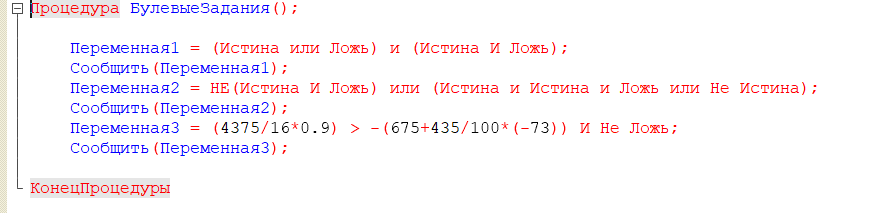 Процедура БулевыеЗадания();
Переменная1 = (Истина или Ложь) и (Истина И Ложь);
Сообщить(Переменная1);
Переменная2 = НЕ(Истина И Ложь) или (Истина и Истина и Ложь или Не Истина);
Сообщить(Переменная2);
Переменная3 = (4375/16*0.9) > -(675+435/100*(-73)) И Не Ложь;
Сообщить(Переменная3);
КонецПроцедуры